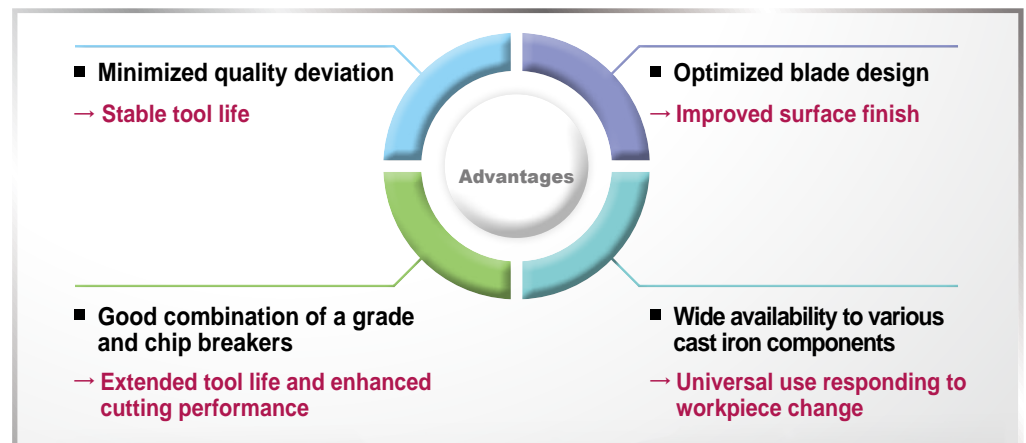 ■ Minimized quality deviation
→ Stable tool life
■ Optimized blade design
→ Improved surface finish
Advantages
■ Good combination of a grade
and chip breakers
→ Extended tool life and enhanced
cutting performance
■ Wide availability to various
cast iron components
→ Universal use responding to
workpiece change